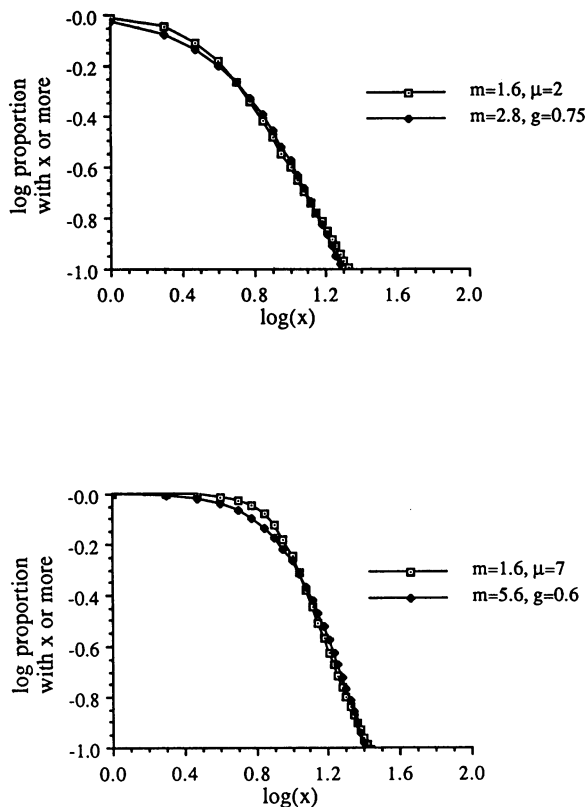 -0.0
-0.2
-0.4
-0.6
-0.8
-1.0
log proportion
with x or more
0.0 0.4 0.8 1.2 1.6 2.0
log(x)
m=1.6, μ=2
m=2.8, g=0.75
-0.0
-0.2
-0.4
-0.6
-0.8
-1.0
log proportion
with x or more
0.0 0.4 0.8 1.2 1.6 2.0
log(x)
m=1.6, μ=7
m=5.6, g=0.6